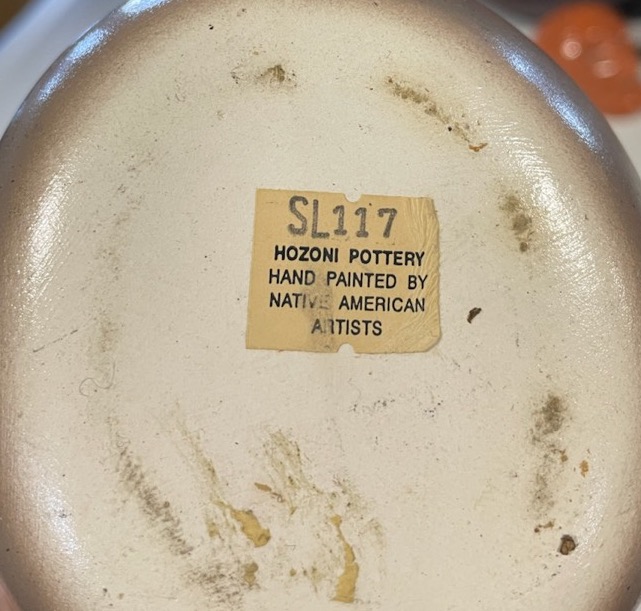 SL117
HOZONI POTTERY
HAND PAINTED BY
NATIVE AMERICAN
ARTISTS